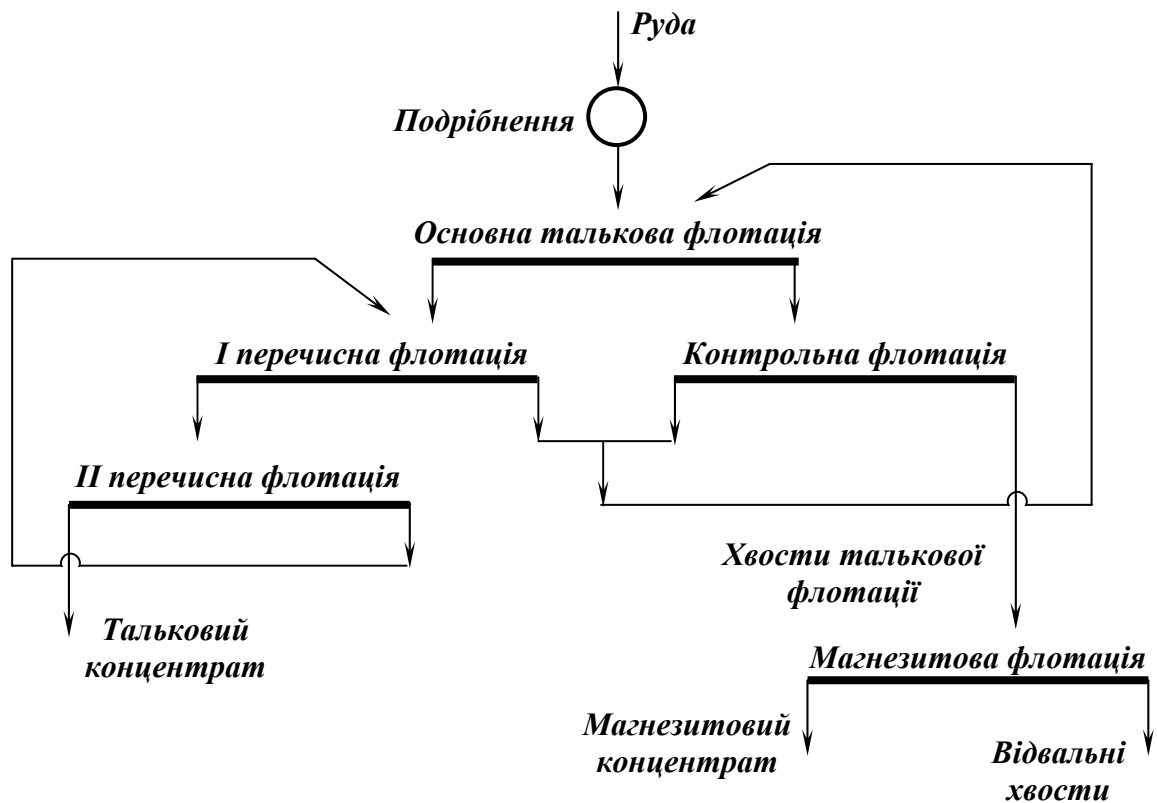 Руда
Подрібнення
Основна талькова флотація
І перечисна флотація
Контрольна флотація
ІІ перечисна флотація
Хвости талькової
флотації
Тальковий
концентрат
Магнезитова флотація
Магнезитовий
концентрат
Відвальні
хвости